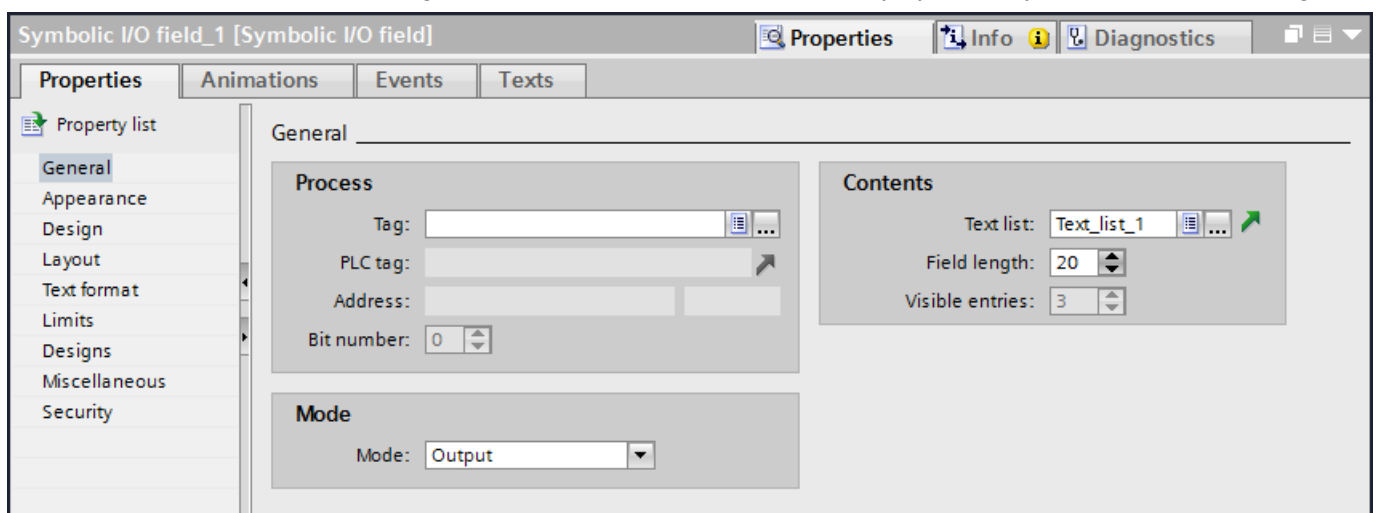 Symbolic I/O field_1 [Symbolic I/O field]
Properties
Info
Diagnostics
Properties
Animations
Events
Texts
Property list
General
Appearance
Design
Layout
Text format
Limits
Designs
Miscellaneous
Security
General
Process
Tag:
...
PLC tag:
Address:
Bit number: 0
Mode
Mode: Output
Contents
Text list: Text_list_1 ...
Field length: 20
Visible entries: 3